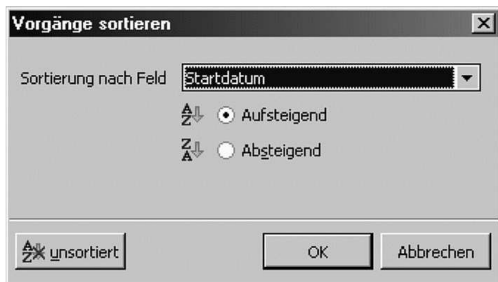 Vorgänge sortieren
Sortierung nach Feld Startdatum
Aufsteigend
Absteigend
unsortiert OK Abbrechen